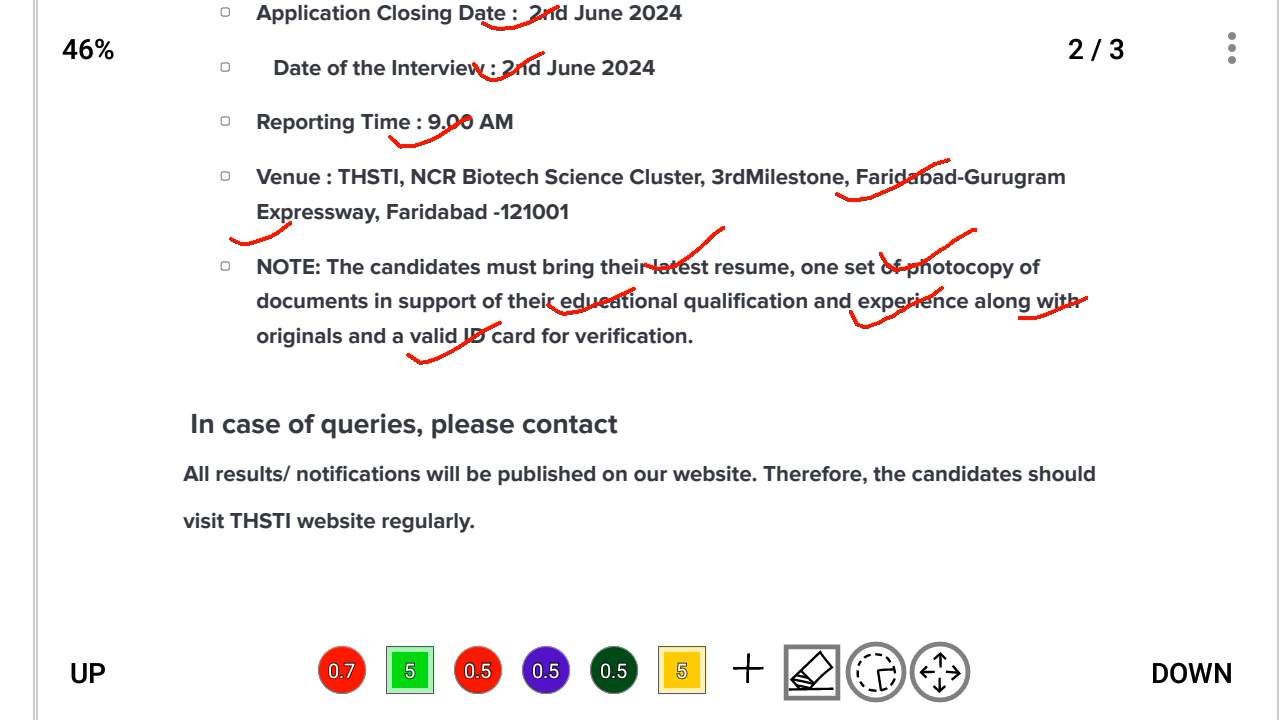 Application Closing Date : 2nd June 2024
46%
2 / 3
Date of the Interview : 2nd June 2024
Reporting Time : 9.00 AM
Venue : THSTI, NCR Biotech Science Cluster, 3rdMilestone, Faridabad-Gurugram
Expressway, Faridabad -121001
NOTE: The candidates must bring their latest resume, one set of photocopy of
documents in support of their educational qualification and experience along with
originals and a valid ID card for verification.
In case of queries, please contact
All results/ notifications will be published on our website. Therefore, the candidates should
visit THSTI website regularly.
UP
0.7
5
0.5
0.5
0.5
5
DOWN